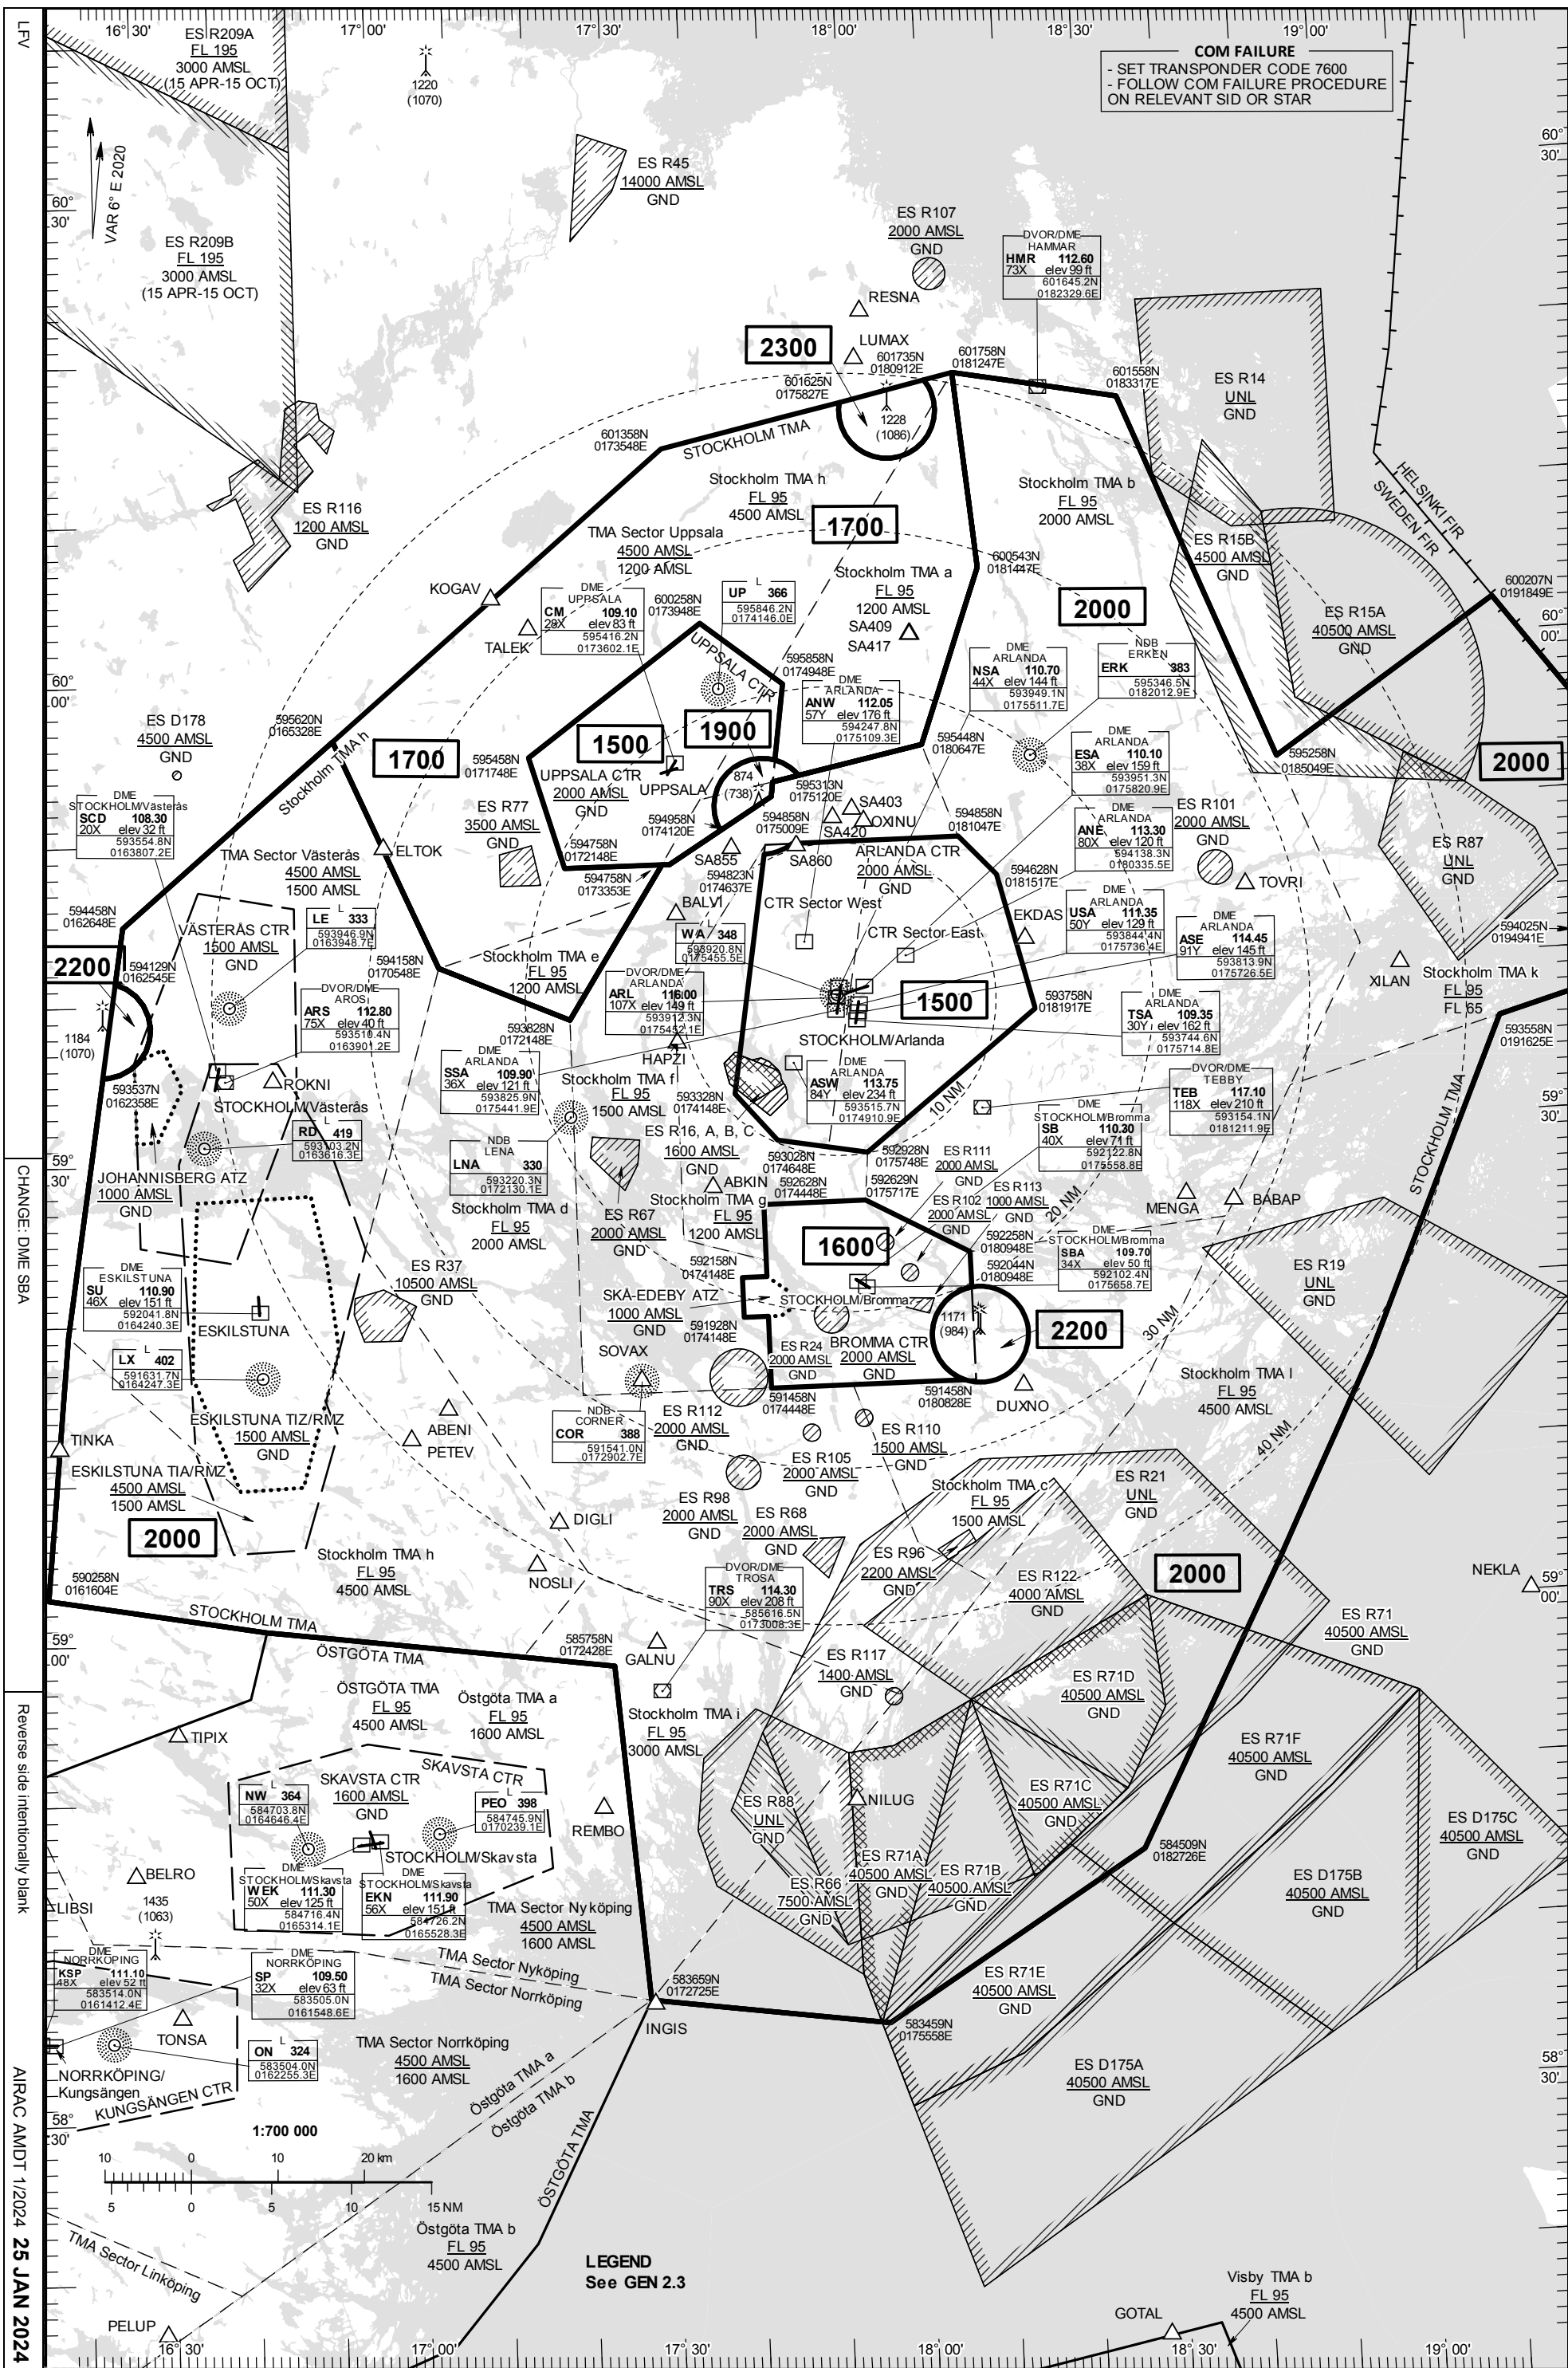 LFV
CHANGE: DME SBA
Reverse side intentionally blank
AIRAC AMDT 1/2024 25 JAN 2024
16°30'
17°00'
17°30'
18°00'
18°30'
19°00'
COM FAILURE
- SET TRANSPONDER CODE 7600
- FOLLOW COM FAILURE PROCEDURE
ON RELEVANT SID OR STAR
ES R209A
FL 195
3000 AMSL
(15 APR-15 OCT)
1220
(1070)
VAR 6° E 2020
60°
30'
60°
30'
ES R45
14000 AMSL
GND
ES R209B
FL 195
3000 AMSL
(15 APR-15 OCT)
ES R107
2000 AMSL
GND
RESNA
DVOR/DME
HAMMAR
HMR 112.60
73X elev 99 ft
601645.2N
0182329.6E
2300
LUMAX
601735N
0180912E
601758N
0181247E
601625N
0175827E
601558N
0183317E
ES R14
UNL
GND
1228
(1086)
601358N
0173548E
STOCKHOLM TMA
HELSINKI FIR
SWEDEN FIR
Stockholm TMA h
FL 95
4500 AMSL
Stockholm TMA b
FL 95
2000 AMSL
ES R116
1200 AMSL
GND
1700
TMA Sector Uppsala
4500 AMSL
1200 AMSL
ES R15B
4500 AMSL
GND
600543N
0181447E
Stockholm TMA a
FL 95
1200 AMSL
KOGAV
DME
UPPSALA
CM 109.10
28X elev 83 ft
595416.2N
0173602.1E
600258N
0173948E
L
UP 366
595846.2N
0174146.0E
2000
600207N
0191849E
ES R15A
40500 AMSL
GND
60°
00'
TALEK
SA409
SA417
UPPSALA CTR
595858N
0174948E
DME
ARLANDA
NSA 110.70
44X elev 144 ft
593949.1N
0175511.7E
NDB
ERKEN
ERK 383
595346.5N
0182012.9E
60°
00'
DME
ARLANDA
ANW 112.05
57Y elev 176 ft
594247.8N
0175109.3E
ES D178
4500 AMSL
GND
595620N
0165328E
Stockholm TMA h
1700
595458N
0171748E
1500
1900
595448N
0180647E
DME
ARLANDA
ESA 110.10
38X elev 159 ft
593951.3N
0175820.9E
595258N
0185049E
2000
UPPSALA CTR
2000 AMSL
GND
UPPSALA
874
(738)
595313N
0175120E
DME
STOCKHOLM/Västerås
SCD 108.30
20X elev 32 ft
593554.8N
0163807.2E
ES R77
3500 AMSL
GND
594958N
0174120E
594858N
0175009E
SA403
OXINU
SA420
594858N
0181047E
DME
ARLANDA
ANE 113.30
80X elev 120 ft
594138.3N
0180335.5E
ES R101
2000 AMSL
GND
ES R87
UNL
GND
ELTOK
TMA Sector Västerås
4500 AMSL
1500 AMSL
594758N
0172148E
594758N
0173353E
SA855
594823N
0174637E
SA860
ARLANDA CTR
2000 AMSL
GND
594628N
0181517E
TOVRI
594458N
0162648E
VÄSTERÅS CTR
1500 AMSL
GND
L
LE 333
593946.9N
0163948.7E
BALVI
CTR Sector West
CTR Sector East
EKDAS
DME
ARLANDA
USA 111.35
50Y elev 129 ft
593844.4N
0175736.4E
DME
ARLANDA
ASE 114.45
91Y elev 145 ft
593813.9N
0175726.5E
594025N
0194941E
2200
594129N
0162545E
594158N
0170548E
Stockholm TMA e
FL 95
1200 AMSL
L
WA 348
593920.8N
0175455.5E
XILAN
Stockholm TMA k
FL 95
FL 65
DVOR/DME
AROS
ARS 112.80
75X elev 40 ft
593510.4N
0163901.2E
DVOR/DME
ARLANDA
ARL 116.00
107X elev 149 ft
593912.3N
0175452.1E
1500
593758N
0181917E
DME
ARLANDA
TSA 109.35
30Y elev 162 ft
593744.6N
0175714.8E
593558N
0191625E
1184
(1070)
593828N
0172148E
STOCKHOLM/Arlanda
HAPZI
DME
ARLANDA
SSA 109.90
36X elev 121 ft
593825.9N
0175441.9E
DME
ARLANDA
ASW 113.75
84Y elev 234 ft
593515.7N
0174910.9E
ROKNI
593537N
0162358E
STOCKHOLM/Västerås
Stockholm TMA f
FL 95
1500 AMSL
593328N
0174148E
10 NM
DVOR/DME
TEBBY
TEB 117.10
118X elev 210 ft
593154.1N
0181211.9E
STOCKHOLM TMA
59°
30'
L
RD 419
593103.2N
0163616.3E
ES R16, A, B, C
1600 AMSL
GND
DME
STOCKHOLM/Bromma
SB 110.30
40X elev 71 ft
592122.8N
0175558.8E
59°
30'
JOHANNISBERG ATZ
1000 AMSL
GND
NDB
LENA
LNA 330
593220.3N
0172130.1E
593028N
0174648E
592928N
0175748E
ES R111
2000 AMSL
GND
ABKIN
592628N
0174448E
592629N
0175717E
ES R113
1000 AMSL
GND
ES R102
2000 AMSL
GND
20 NM
MENGA
BABAP
Stockholm TMA g
FL 95
1200 AMSL
Stockholm TMA d
FL 95
2000 AMSL
ES R67
2000 AMSL
GND
1600
592258N
0180948E
592044N
0180948E
DME
STOCKHOLM/Bromma
SBA 109.70
34X elev 50 ft
592102.4N
0175658.7E
ES R19
UNL
GND
DME
ESKILSTUNA
SU 110.90
46X elev 151 ft
592041.8N
0164240.3E
ES R37
10500 AMSL
GND
592158N
0174148E
SKÅ-EDEBY ATZ
1000 AMSL
GND
STOCKHOLM/Bromma
591928N
0174148E
ESKILSTUNA
1171
(984)
2200
30 NM
L
LX 402
591631.7N
0164247.3E
SOVAX
ES R24
2000 AMSL
GND
BROMMA CTR
2000 AMSL
GND
Stockholm TMA l
FL 95
4500 AMSL
591458N
0174448E
591458N
0180828E
DUXNO
ESKILSTUNA TIZ/RMZ
1500 AMSL
GND
ABENI
PETEV
NDB
CORNER
COR 388
591541.0N
0172902.7E
ES R112
2000 AMSL
GND
ES R110
1500 AMSL
GND
40 NM
TINKA
ES R105
2000 AMSL
GND
ESKILSTUNA TIA/RMZ
4500 AMSL
1500 AMSL
2000
ES R98
2000 AMSL
GND
ES R68
2000 AMSL
GND
Stockholm TMA c
FL 95
1500 AMSL
ES R21
UNL
GND
DIGLI
NOSLI
Stockholm TMA h
FL 95
4500 AMSL
590258N
0161604E
DVOR/DME
TROSA
TRS 114.30
90X elev 208 ft
585616.5N
0173008.3E
ES R96
2200 AMSL
GND
ES R122
4000 AMSL
GND
2000
NEKLA
59°
00'
STOCKHOLM TMA
ÖSTGÖTA TMA
59°
00'
585758N
0172428E
GALNU
ES R117
1400 AMSL
GND
ES R71
40500 AMSL
GND
ES R71D
40500 AMSL
GND
ÖSTGÖTA TMA
FL 95
4500 AMSL
Östgöta TMA a
FL 95
1600 AMSL
Stockholm TMA i
FL 95
3000 AMSL
TIPIX
ES R71F
40500 AMSL
GND
SKAVSTA CTR
1600 AMSL
GND
SKAVSTA CTR
L
NW 364
584703.8N
0164646.4E
L
PEO 398
584745.9N
0170239.1E
REMBO
ES R88
UNL
GND
NILUG
ES R71C
40500 AMSL
GND
ES D175C
40500 AMSL
GND
STOCKHOLM/Skavsta
584509N
0182726E
BELRO
DME
STOCKHOLM/Skavsta
WEK 111.30
50X elev 125 ft
584716.4N
0165314.1E
DME
STOCKHOLM/Skavsta
EKN 111.90
56X elev 151 ft
584726.2N
0165528.3E
ES R71A
40500 AMSL
GND
ES R71B
40500 AMSL
GND
ES R66
7500 AMSL
GND
ES D175B
40500 AMSL
GND
LIBSI
1435
(1063)
TMA Sector Nyköping
4500 AMSL
1600 AMSL
TMA Sector Nyköping
TMA Sector Norrköping
DME
NORRKÖPING
KSP 111.10
48X elev 52 ft
583514.0N
0161412.4E
DME
NORRKÖPING
SP 109.50
32X elev 63 ft
583505.0N
0161548.6E
583659N
0172725E
ES R71E
40500 AMSL
GND
TONSA
INGIS
583459N
0175558E
L
ON 324
583504.0N
0162255.3E
TMA Sector Norrköping
4500 AMSL
1600 AMSL
NORRKÖPING/
Kungsängen
KUNGSÄNGEN CTR
Östgöta TMA a
Östgöta TMA b
ES D175A
40500 AMSL
GND
58°
30'
58°
30'
1:700 000
10 0 10 20 km
5 0 5 10 15 NM
ÖSTGÖTA TMA
Östgöta TMA b
FL 95
4500 AMSL
TMA Sector Linköping
LEGEND
See GEN 2.3
Visby TMA b
FL 95
4500 AMSL
GOTAL
PELUP
16°30'
17°00'
17°30'
18°00'
18°30'
19°00'